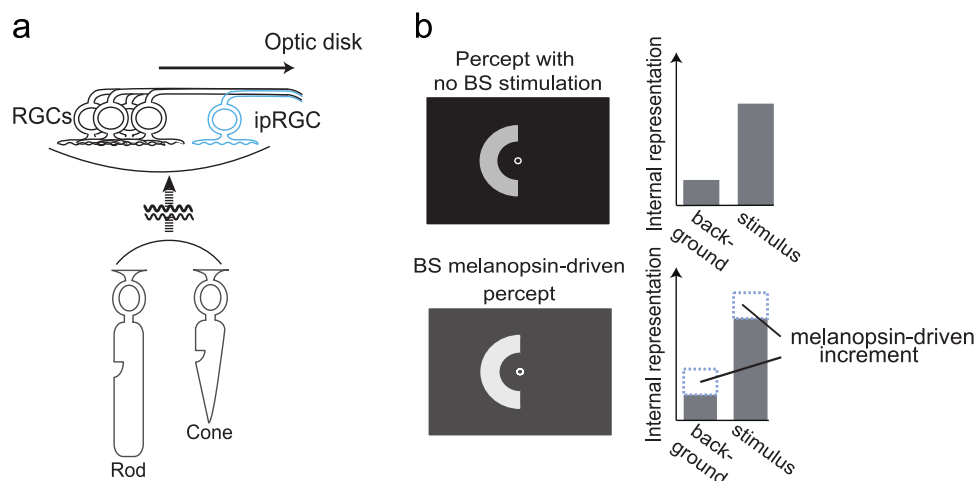 a
Optic disk
RGCs
ipRGC
Rod
Cone
b
Percept with
no BS stimulation
Internal representation
back-
ground
stimulus
BS melanopsin-driven
percept
Internal representation
back-
ground
stimulus
melanopsin-driven
increment